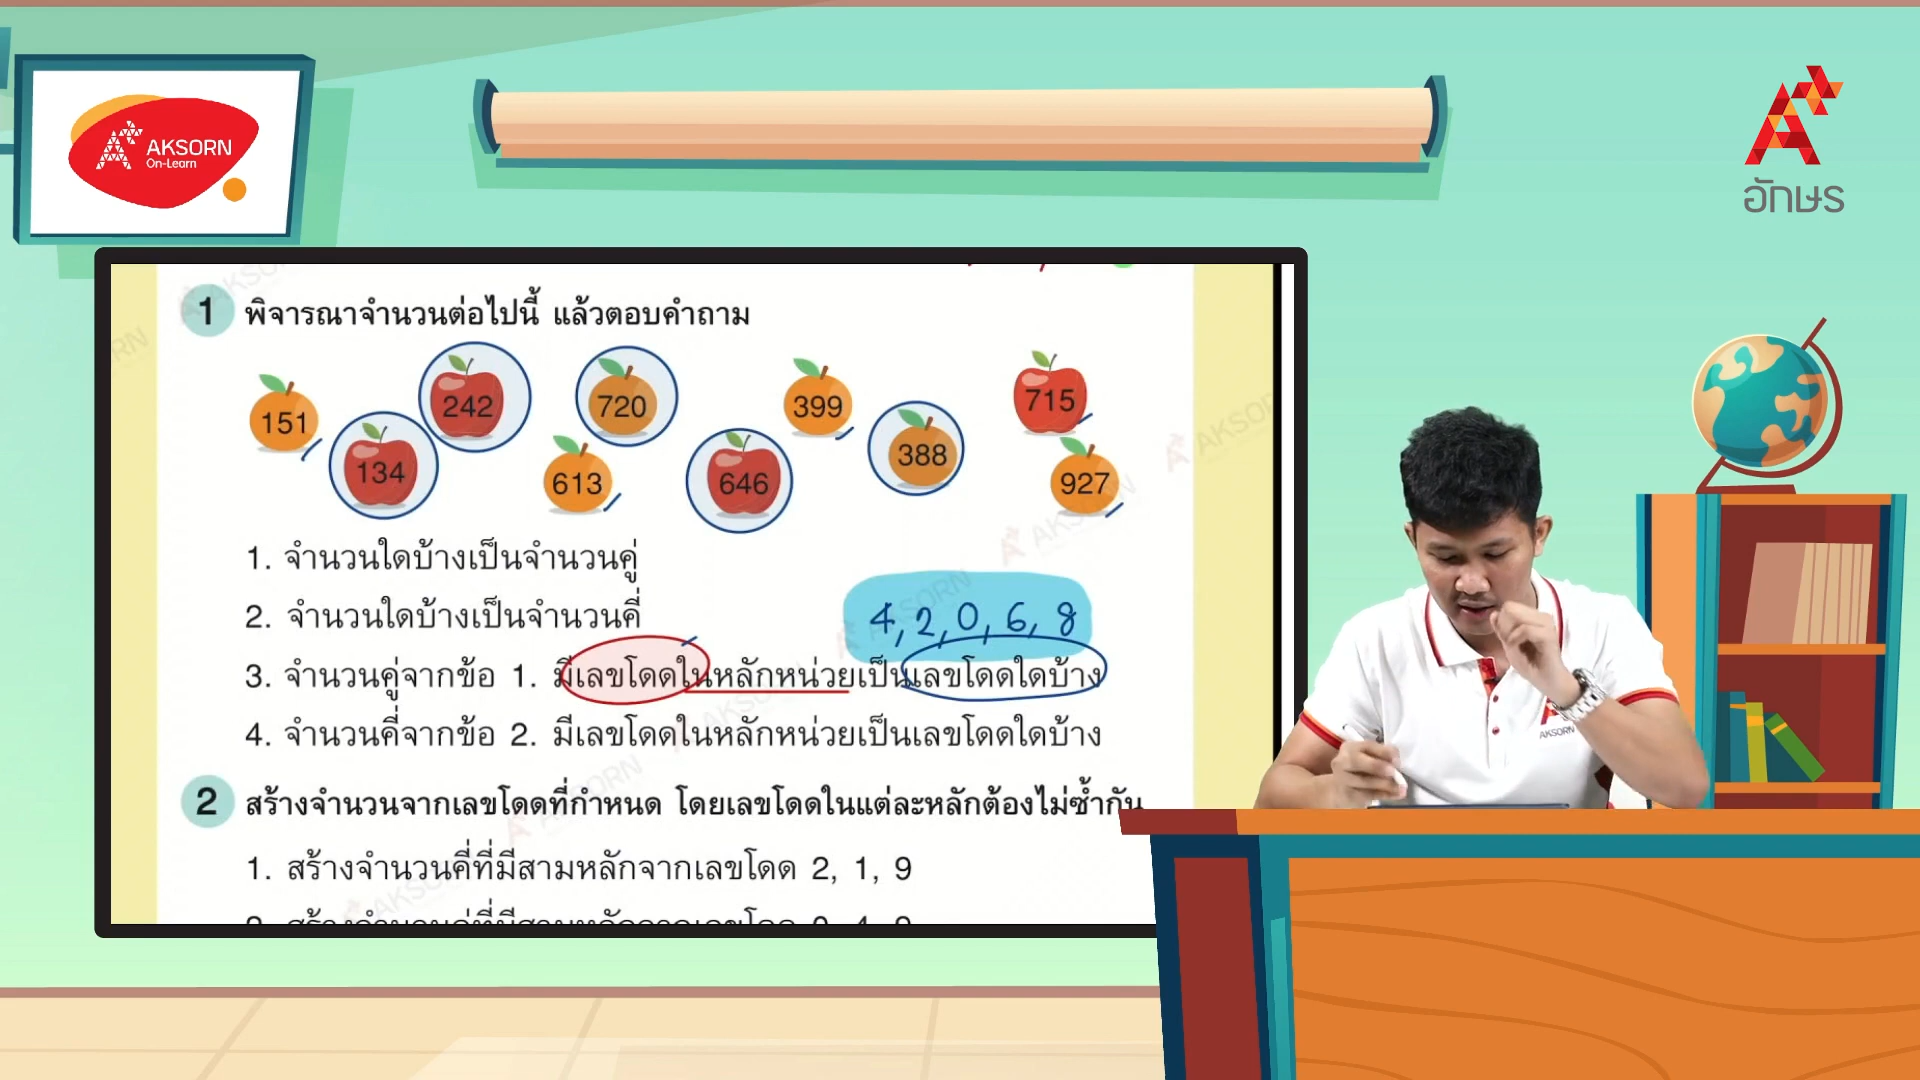 AKSORN
On-Learn
อักษร
1 พิจารณาจำนวนต่อไปนี้ แล้วตอบคำถาม
151 134 242 720 613 646 399 388 715 927
1. จำนวนใดบ้างเป็นจำนวนคู่
2. จำนวนใดบ้างเป็นจำนวนคี่
4, 2, 0, 6, 8
3. จำนวนคู่จากข้อ 1. มีเลขโดดในหลักหน่วยเป็นเลขโดดใดบ้าง
4. จำนวนคี่จากข้อ 2. มีเลขโดดในหลักหน่วยเป็นเลขโดดใดบ้าง
2 สร้างจำนวนจากเลขโดดที่กำหนด โดยเลขโดดในแต่ละหลักต้องไม่ซ้ำกัน
1. สร้างจำนวนคี่ที่มีสามหลักจากเลขโดด 2, 1, 9
AKSORN